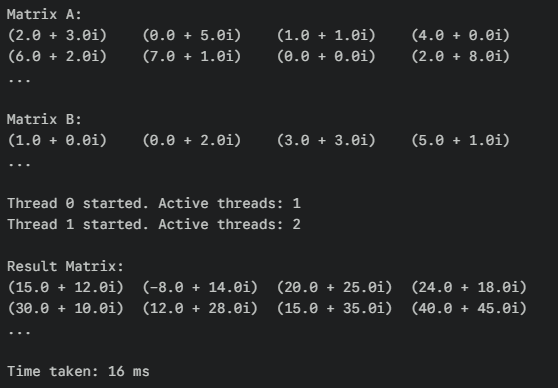 Matrix A:
(2.0 + 3.0i)    (0.0 + 5.0i)    (1.0 + 1.0i)    (4.0 + 0.0i)
(6.0 + 2.0i)    (7.0 + 1.0i)    (0.0 + 0.0i)    (2.0 + 8.0i)
...
Matrix B:
(1.0 + 0.0i)    (0.0 + 2.0i)    (3.0 + 3.0i)    (5.0 + 1.0i)
...
Thread 0 started. Active threads: 1
Thread 1 started. Active threads: 2
Result Matrix:
(15.0 + 12.0i)  (−8.0 + 14.0i)  (20.0 + 25.0i)  (24.0 + 18.0i)
(30.0 + 10.0i)  (12.0 + 28.0i)  (15.0 + 35.0i)  (40.0 + 45.0i)
...
Time taken: 16 ms